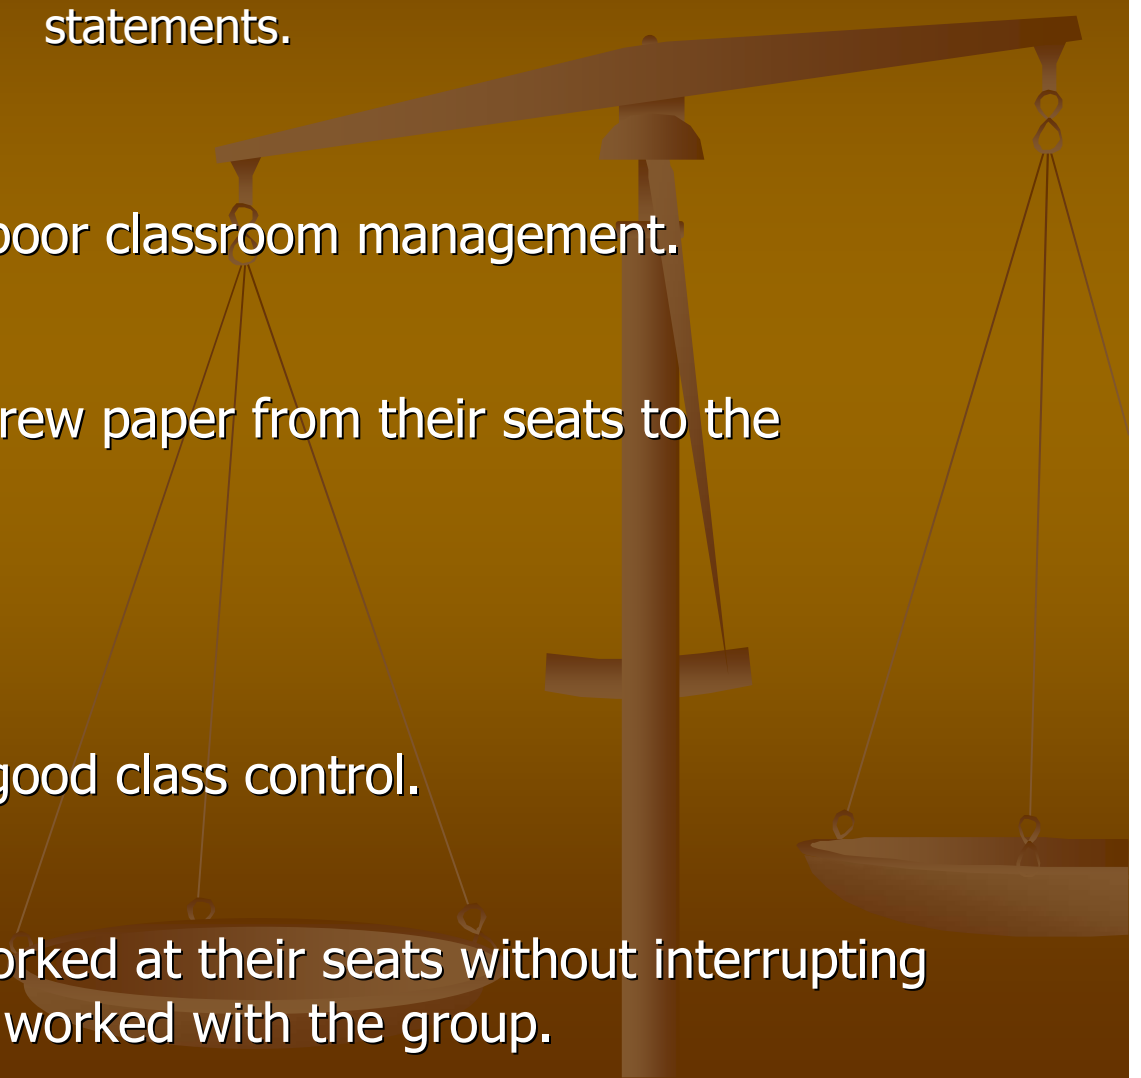 statements.
poor classroom management.
rew paper from their seats to the
good class control.
orked at their seats without interrupting
worked with the group.